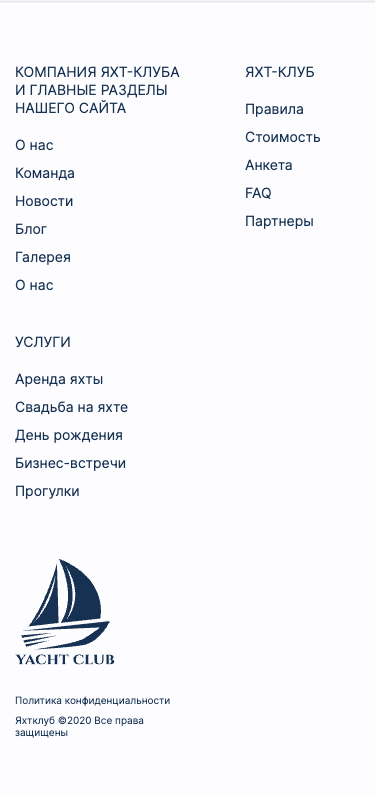 КОМПАНИЯ ЯХТ-КЛУБА
И ГЛАВНЫЕ РАЗДЕЛЫ
НАШЕГО САЙТА
О нас
Команда
Новости
Блог
Галерея
О нас
ЯХТ-КЛУБ
Правила
Стоимость
Анкета
FAQ
Партнеры
УСЛУГИ
Аренда яхты
Свадьба на яхте
День рождения
Бизнес-встречи
Прогулки
YACHT CLUB
Политика конфиденциальности
Яхтклуб ©2020 Все права
защищены